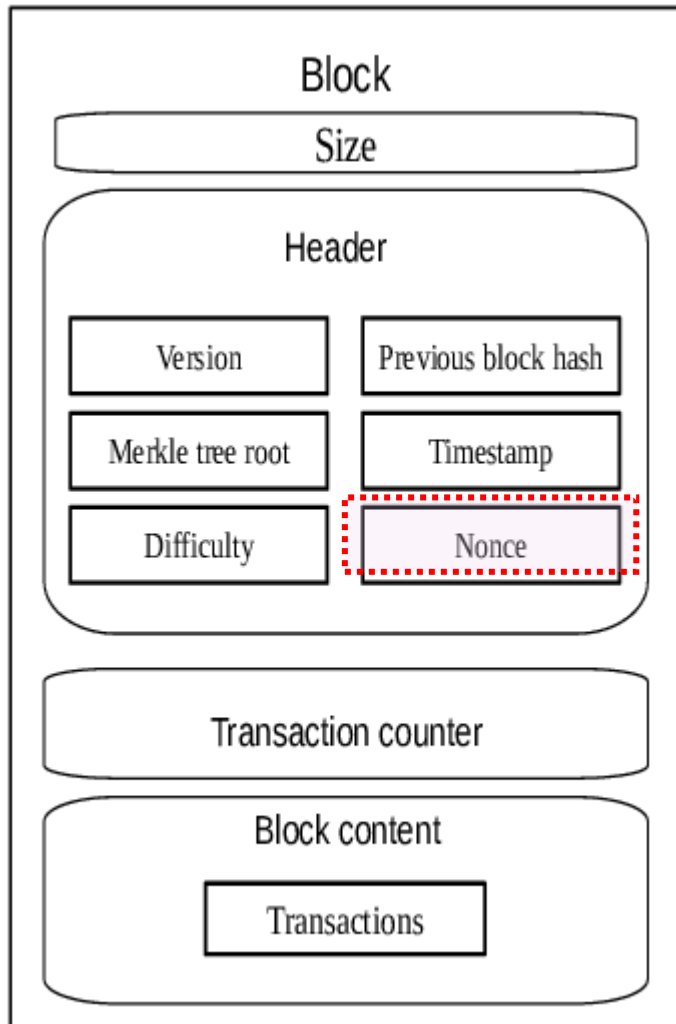 Block
Size
Header
Version
Previous block hash
Merkle tree root
Timestamp
Difficulty
Nonce
Transaction counter
Block content
Transactions